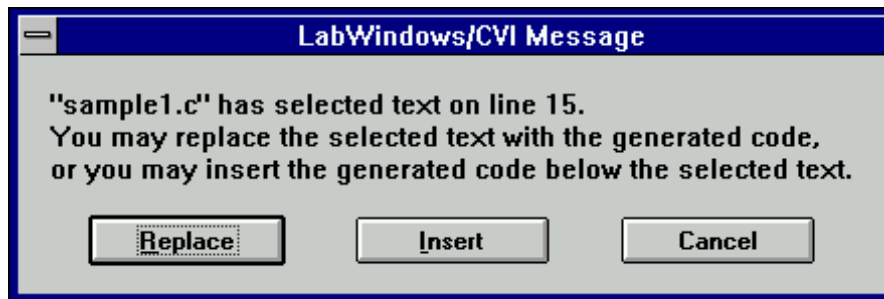 LabWindows/CVI Message
"sample1.c" has selected text on line 15.
You may replace the selected text with the generated code,
or you may insert the generated code below the selected text.
Replace Insert Cancel